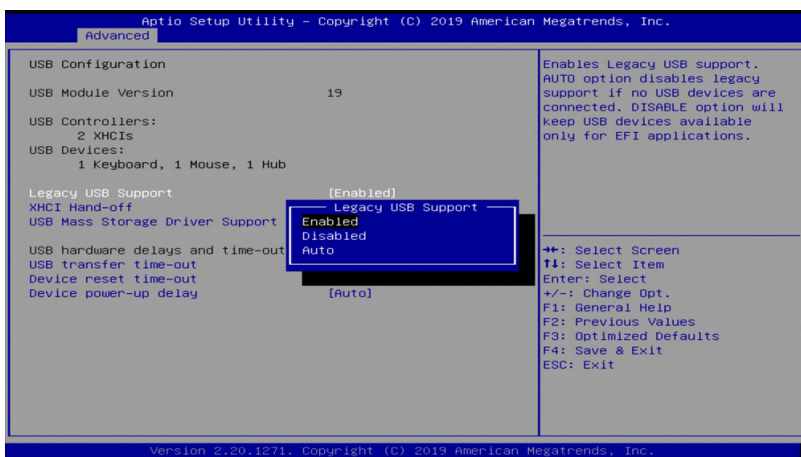 Aptio Setup Utility – Copyright (C) 2019 American Megatrends, Inc.
Advanced
USB Configuration
USB Module Version 19
USB Controllers:
2 XHCIs
USB Devices:
1 Keyboard, 1 Mouse, 1 Hub
Legacy USB Support [Enabled]
XHCI Hand-off
USB Mass Storage Driver Support
USB hardware delays and time-out
USB transfer time-out
Device reset time-out
Device power-up delay [Auto]
Legacy USB Support
Enabled
Disabled
Auto
Enables Legacy USB support.
AUTO option disables legacy
support if no USB devices are
connected. DISABLE option will
keep USB devices available
only for EFI applications.
→←: Select Screen
↑↓: Select Item
Enter: Select
+/-: Change Opt.
F1: General Help
F2: Previous Values
F3: Optimized Defaults
F4: Save & Exit
ESC: Exit
Version 2.20.1271. Copyright (C) 2019 American Megatrends, Inc.